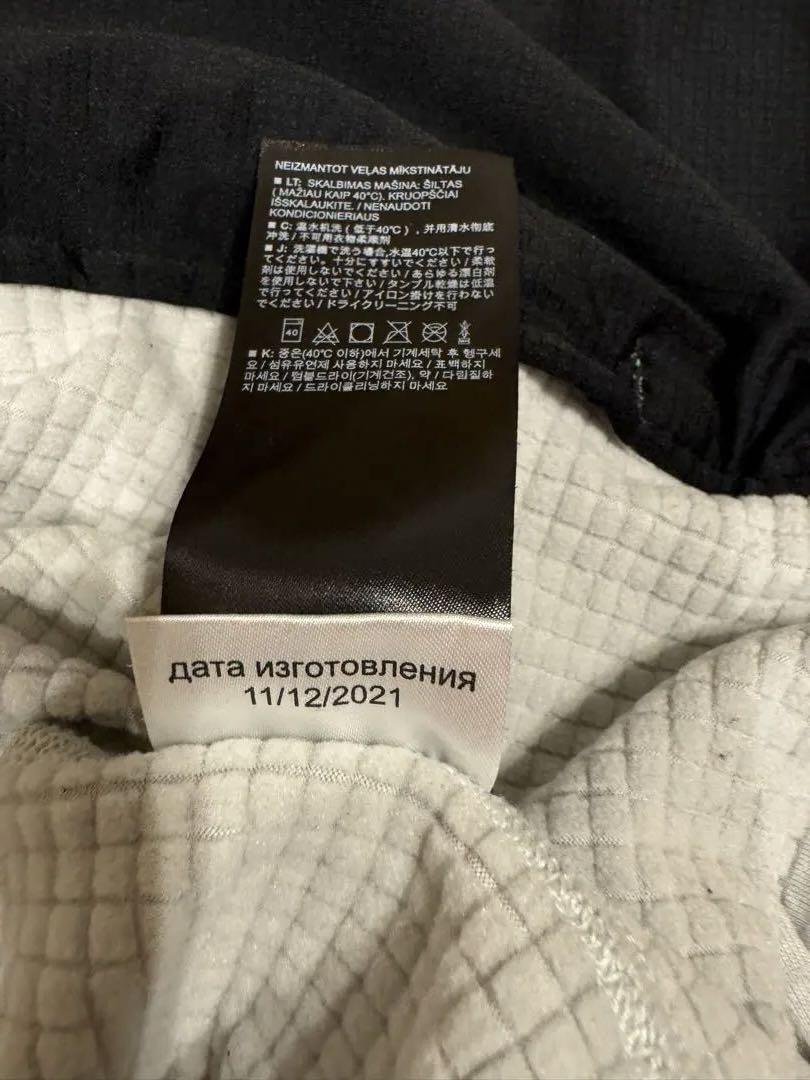 NEIZMANTOT VEĻAS MĪKSTINĀTĀJU
■ LT: SKALBIMAS MAŠINA: ŠILTAS
( MAŽIAU KAIP 40°C). KRUOPŠČIAI
IŠSKALAUKITE. / NENAUDOTI
KONDICIONIERIAUS
■ C: 温水机洗 ( 低于40℃ ) , 并用清水彻底
冲洗 / 不可用衣物柔顺剂
■ J: 洗濯機で洗う場合,水温40℃以下で行っ
てください。十分にすすいでください / 柔軟
剤は使用しないでください / あらゆる漂白剤
を使用しないで下さい / タンブル乾燥は低温
で行ってください / アイロン掛けを行わない
でください / ドライクリーニング不可
40
■ K: 중온(40℃ 이하)에서 기계세탁 후 헹구세
요 / 섬유유연제 사용하지 마세요 / 표백하지
마세요 / 텀블드라이(기계건조), 약 / 다림질하
지 마세요 / 드라이클리닝하지 마세요
дата изготовления
11/12/2021